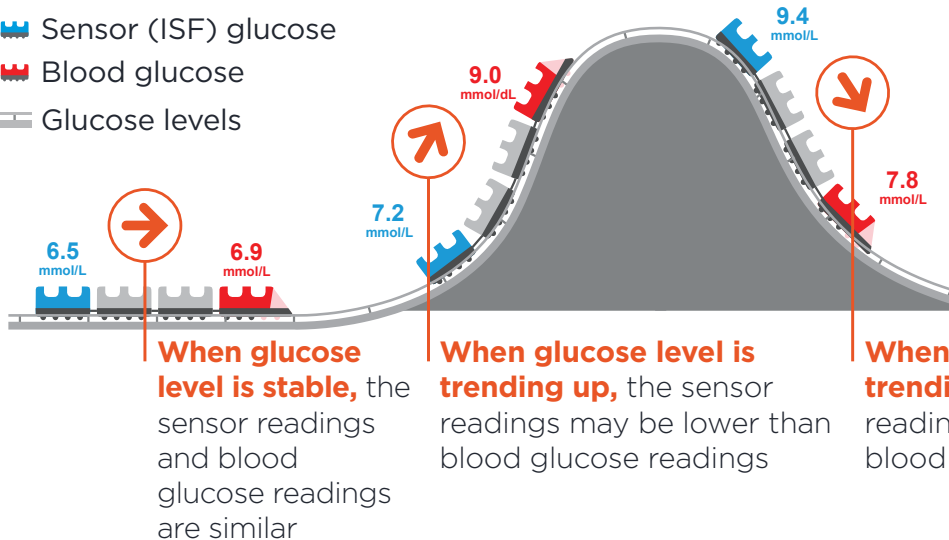 Sensor (ISF) glucose
Blood glucose
Glucose levels
9.4
mmol/L
9.0
mmol/dL
7.2
mmol/L
7.8
mmol/L
6.5
mmol/L
6.9
mmol/L
When glucose
level is stable, the
sensor readings
and blood
glucose readings
are similar
When glucose level is
trending up, the sensor
readings may be lower than
blood glucose readings
When
blood